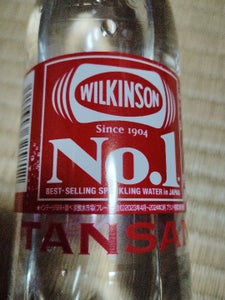 WILKINSON
Since 1904
No.1
BEST-SELLING SPARKLING WATER in JAPAN
TANSAN